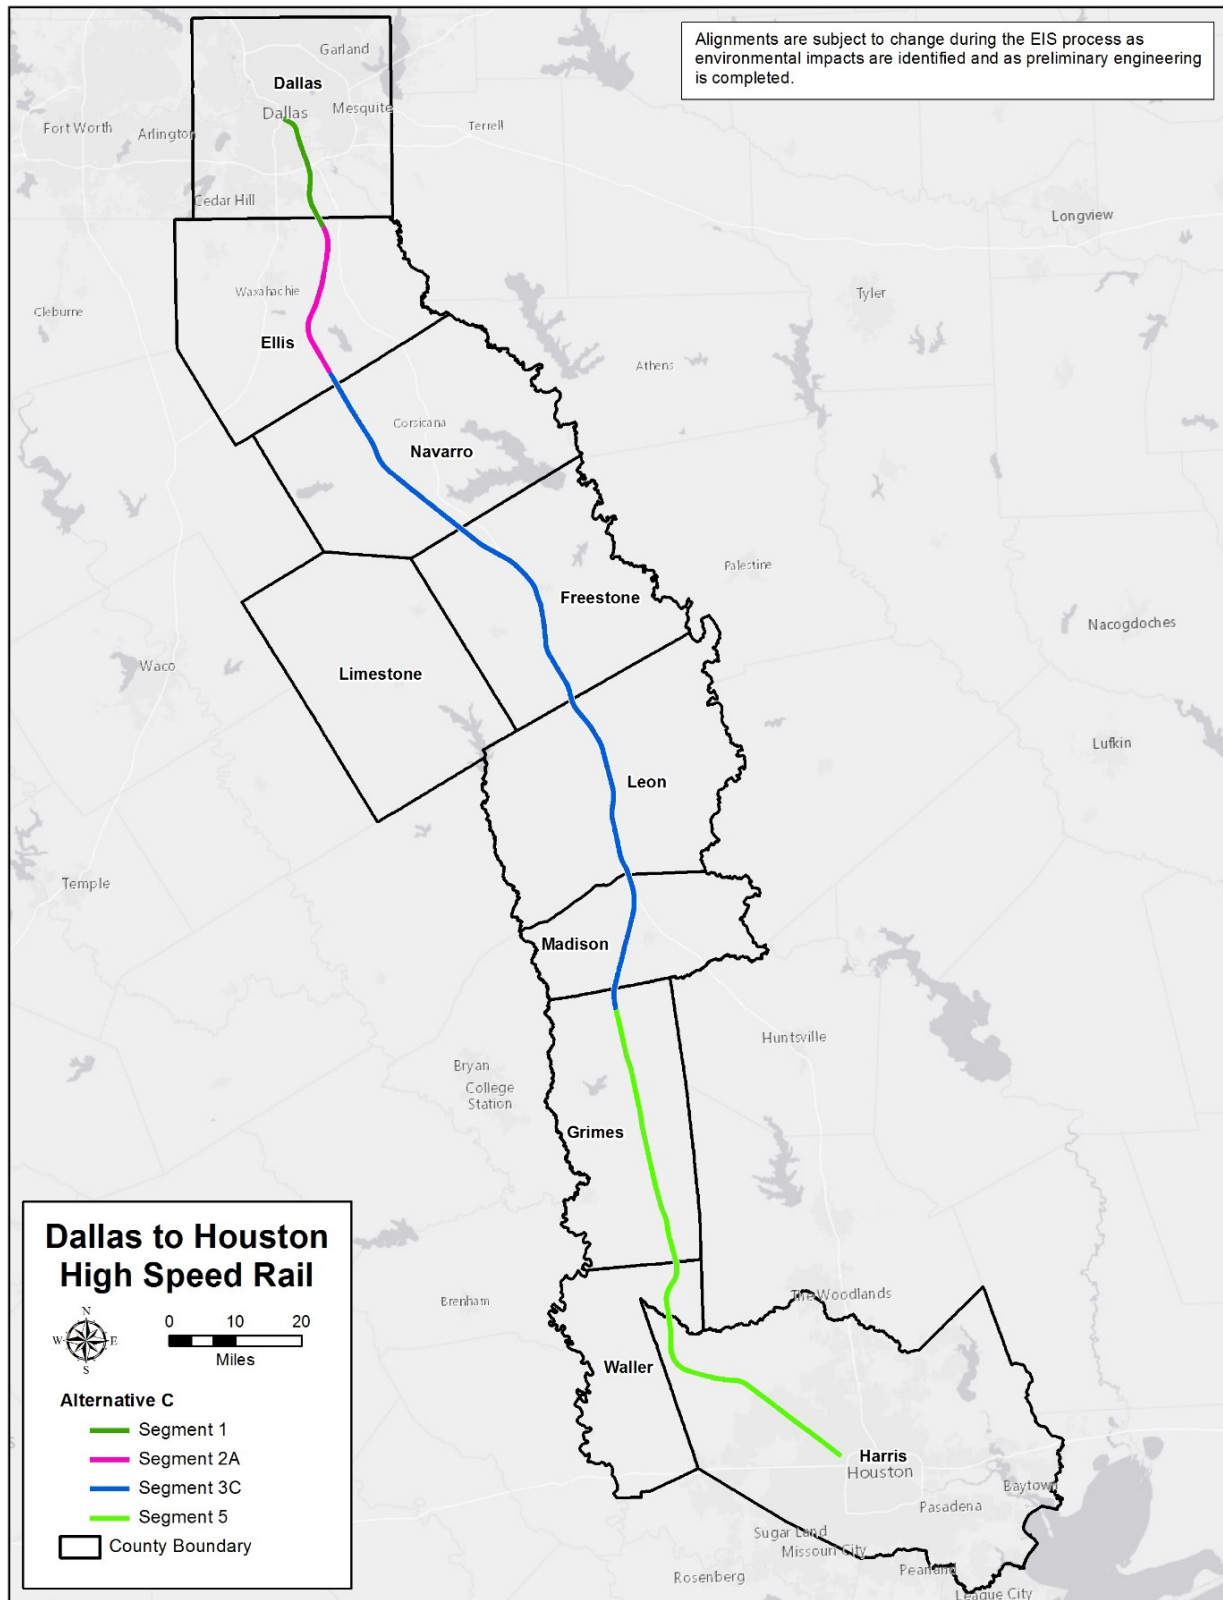 Alignments are subject to change during the EIS process as
environmental impacts are identified and as preliminary engineering
is completed.
Garland
Dallas
Dallas
Mesquite
Fort Worth
Arlington
Terrell
Cedar Hill
Longview
Waxahachie
Tyler
Cleburne
Ellis
Athens
Corsicana
Navarro
Palestine
Freestone
Nacogdoches
Waco
Limestone
Lufkin
Leon
Temple
Madison
Huntsville
Bryan
College
Station
Grimes
Brenham
The Woodlands
Waller
Harris
Houston
Baytown
Pasadena
Sugar Land
Missouri City
Pearland
Rosenberg
League City
Dallas to Houston
High Speed Rail
N
W
E
S
0 10 20
Miles
Alternative C
Segment 1
Segment 2A
Segment 3C
Segment 5
County Boundary